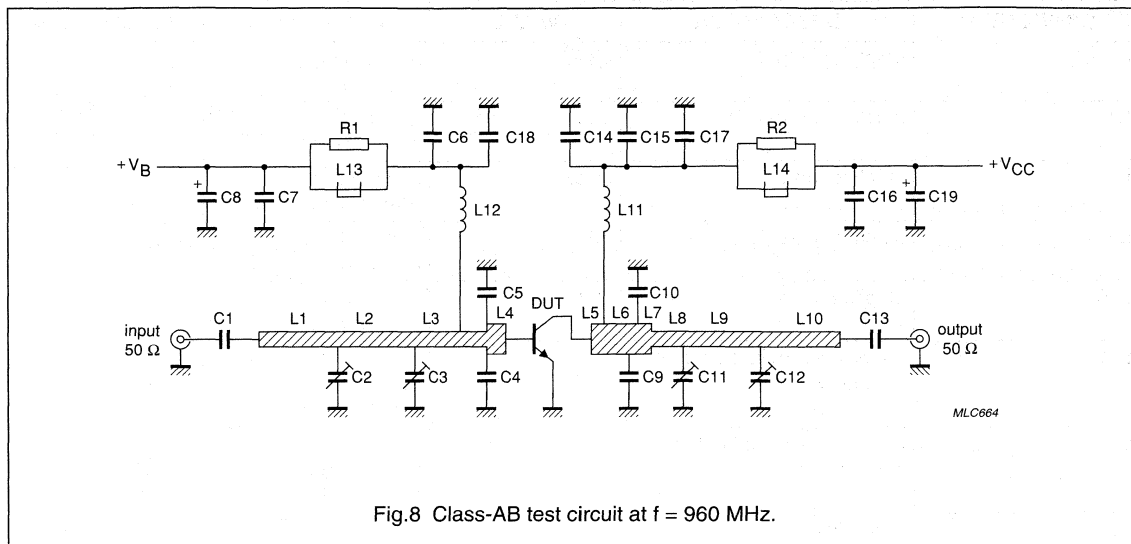 R1
C6
C18
C14
C15
C17
R2
+VB
L13
L14
+VCC
+
C8
C7
L12
L11
C16
+
C19
C5
DUT
C10
input
50 Ω
C1
L1
L2
L3
L4
L5
L6
L7
L8
L9
L10
C13
output
50 Ω
C2
C3
C4
C9
C11
C12
MLC664
Fig.8 Class-AB test circuit at f = 960 MHz.